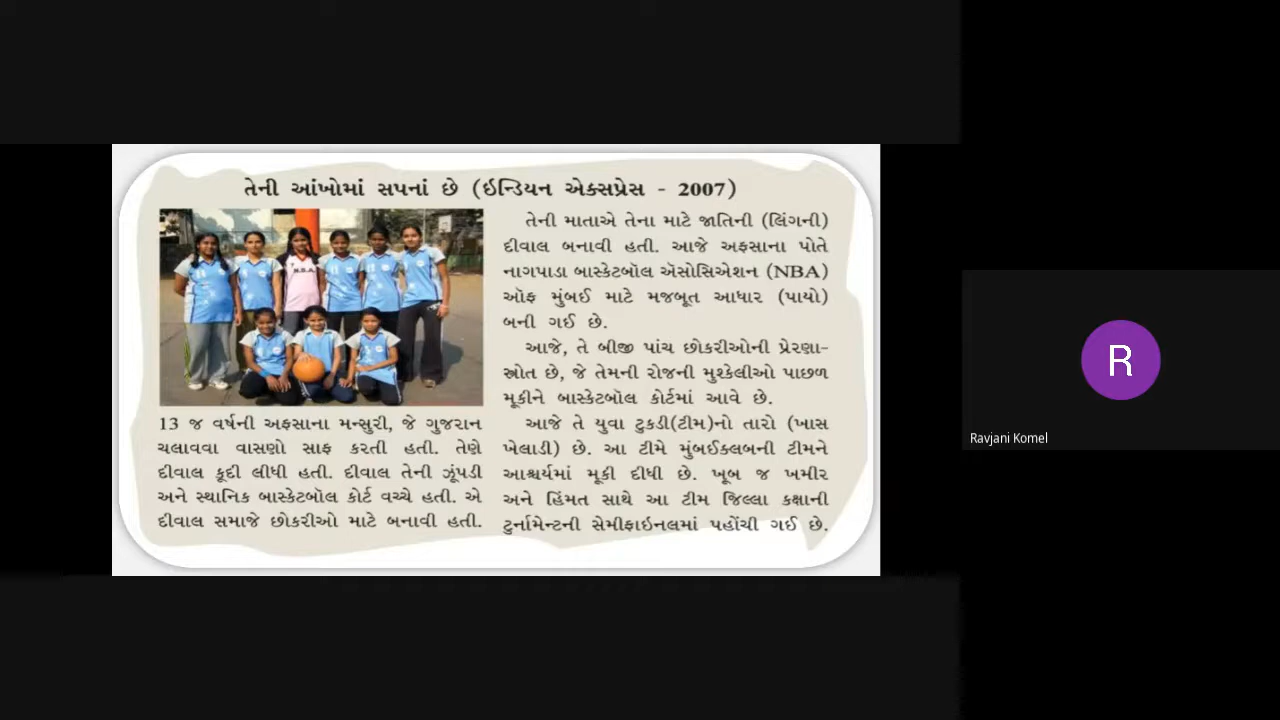 તેની આંખોમાં સપનાં છે (ઇન્ડિયન એક્સપ્રેસ - 2007)
N.B.A.
13 જ વર્ષની અફસાના મન્સુરી, જે ગુજરાન
ચલાવવા વાસણો સાફ કરતી હતી. તેણે
દીવાલ કૂદી લીધી હતી. દીવાલ તેની ઝૂંપડી
અને સ્થાનિક બાસ્કેટબૉલ કોર્ટ વચ્ચે હતી. એ
દીવાલ સમાજે છોકરીઓ માટે બનાવી હતી.
તેની માતાએ તેના માટે જાતિની (લિંગની)
દીવાલ બનાવી હતી. આજે અફસાના પોતે
નાગપાડા બાસ્કેટબૉલ ઍસોસિએશન (NBA)
ઑફ મુંબઈ માટે મજબૂત આધાર (પાયો)
બની ગઈ છે.
આજે, તે બીજી પાંચ છોકરીઓની પ્રેરણા-
સ્ત્રોત છે, જે તેમની રોજની મુશ્કેલીઓ પાછળ
મૂકીને બાસ્કેટબૉલ કોર્ટમાં આવે છે.
આજે તે યુવા ટુકડી(ટીમ)નો તારો (ખાસ
ખેલાડી) છે. આ ટીમે મુંબઈક્લબની ટીમને
આશ્ચર્યમાં મૂકી દીધી છે. ખૂબ જ ખમીર
અને હિંમત સાથે આ ટીમ જિલ્લા કક્ષાની
ટુર્નામેન્ટની સેમીફાઇનલમાં પહોંચી ગઈ છે.
R
Ravjani Komel